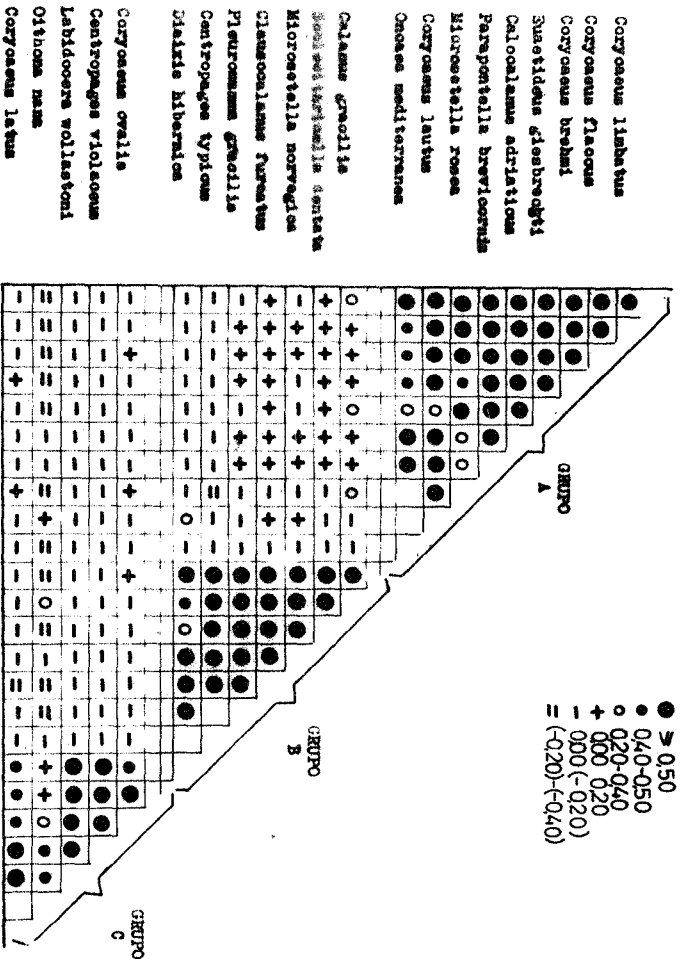 Corycaeus limbatus
Corycaeus flaccus
Corycaeus brehmi
Euaetideus giesbrechti
Calocalanus adriaticus
Parapontella brevicornis
Microsetella rosea
Corycaeus lautus
Oncaea mediterranea
Calanus gracilis
dentata
Microsetella norvegica
Clausocalanus furcatus
Pleuromamma gracilis
Centropages typicus
Diaixis hibernica
Corycaeus ovalis
Centropages violaceus
Labidocera wollastoni
Oithona nana
Corycaeus latus
GRUPO
A
GRUPO
B
GRUPO
C
● ⩾ 0,50
● 0,40-0,50
○ 0,20-0,40
+ 0,00 0,20
− 0,00 (-0,20)
= (-0,20)-(-0,40)